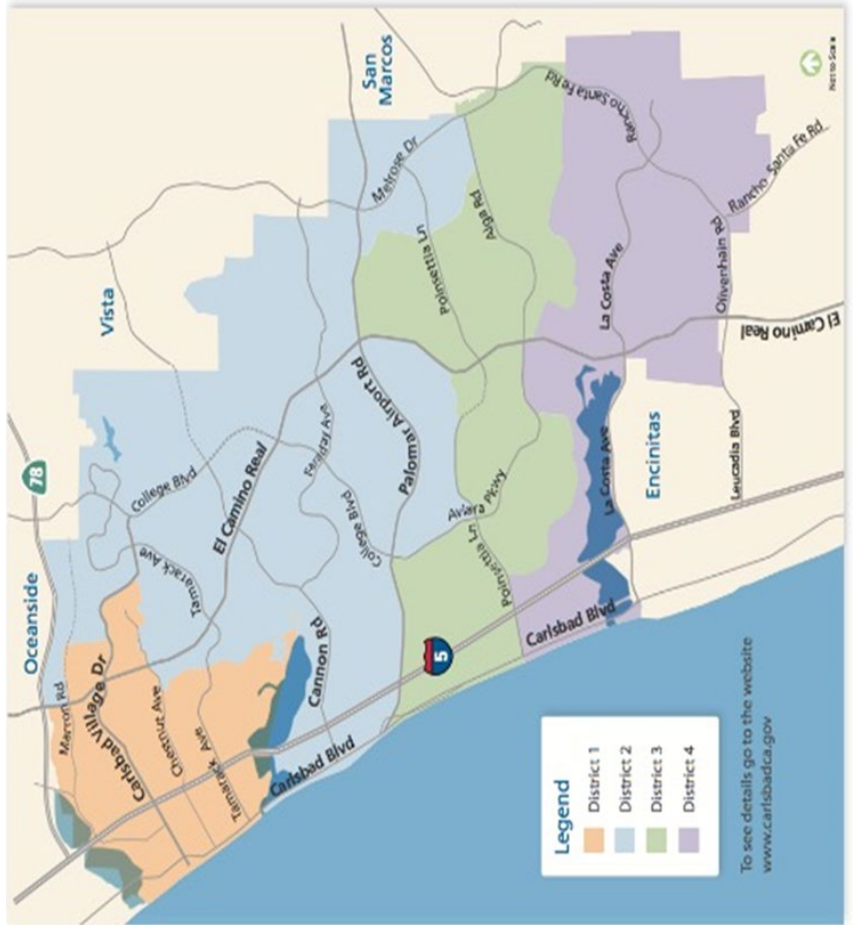 78
Oceanside
Vista
San
Marcos
Marron Rd
Carlsbad Village Dr
Chestnut Ave
Tamarack Ave
Tamarack Ave
College Blvd
El Camino Real
Faraday Ave
College Blvd
Cannon Rd
Carlsbad Blvd
Palomar Airport Rd
Melrose Dr
Poinsettia Ln
Alga Rd
Rancho Santa Fe Rd
Rancho
5
Aviara Pkwy
Poinsettia Ln
Carlsbad Blvd
La Costa Ave
La Costa Ave
Encinitas
Leucadia Blvd
Olivenhain Rd
Rancho Santa Fe Rd
El Camino Real
Not to Scale
Legend
District 1
District 2
District 3
District 4
To see details go to the website
www.carlsbadca.gov